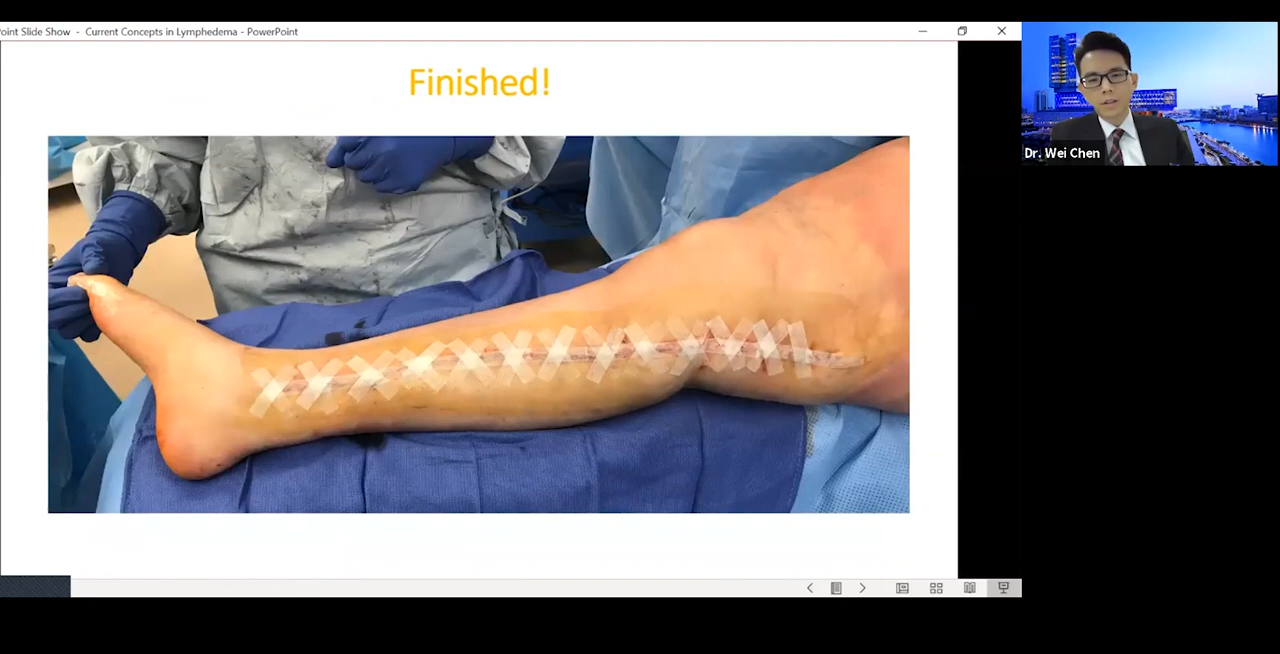 oint Slide Show - Current Concepts in Lymphedema - PowerPoint
Finished!
Dr. Wei Chen